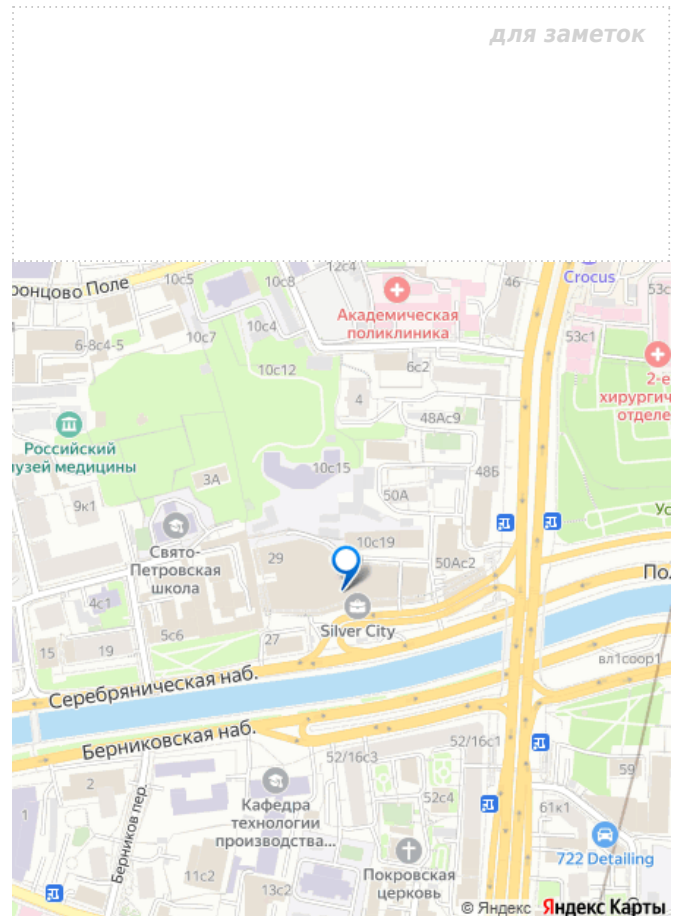 для заметок
ронцово Поле
10с5
10с8
12с4
46
Crocus
53с
Академическая
поликлиника
6-8с4-5
10с7
10с4
53с1
10с12
6с2
2-е
хирургич
отделе
4
48Ас9
Российский
узей медицины
3А
10с15
48Б
50А
9к1
Ус
Свято-
Петровская
школа
29
10с19
50Ас2
По
4с1
Silver City
5с6
27
15
19
вл1соор1
Серебряническая наб.
Берниковская наб.
52/16с3
52/16с1
59
2
Кафедра
технологии
производства...
52с4
61к1
1
Берников пер.
722 Detailing
11с2
13с2
Покровская
церковь
© Яндекс Яндекс Карты